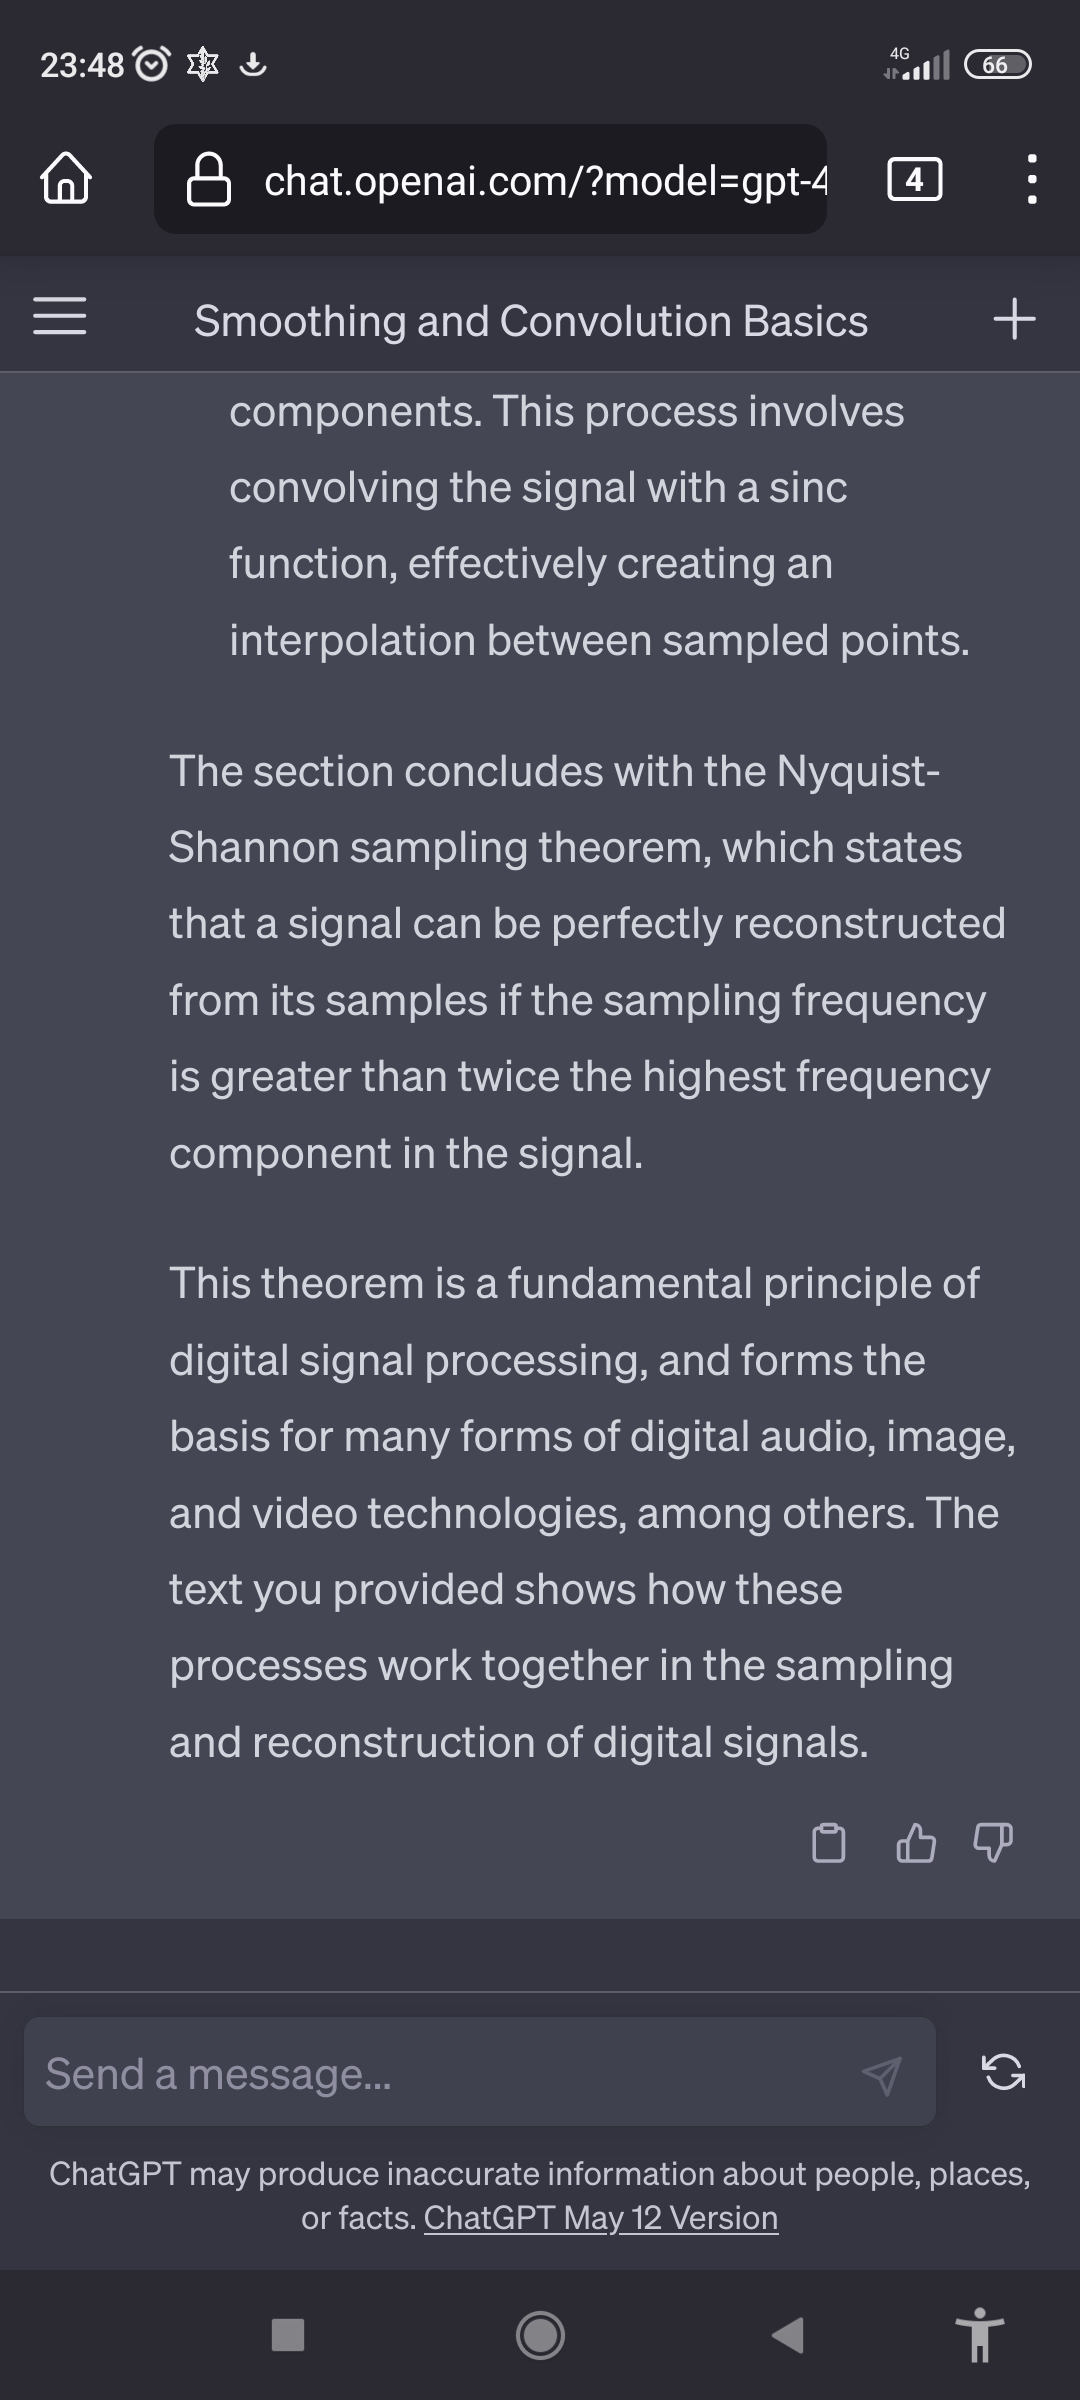 23:48
4G
66
chat.openai.com/?model=gpt-4
4
Smoothing and Convolution Basics
components. This process involves
convolving the signal with a sinc
function, effectively creating an
interpolation between sampled points.
The section concludes with the Nyquist-
Shannon sampling theorem, which states
that a signal can be perfectly reconstructed
from its samples if the sampling frequency
is greater than twice the highest frequency
component in the signal.
This theorem is a fundamental principle of
digital signal processing, and forms the
basis for many forms of digital audio, image,
and video technologies, among others. The
text you provided shows how these
processes work together in the sampling
and reconstruction of digital signals.
Send a message...
ChatGPT may produce inaccurate information about people, places,
or facts. ChatGPT May 12 Version